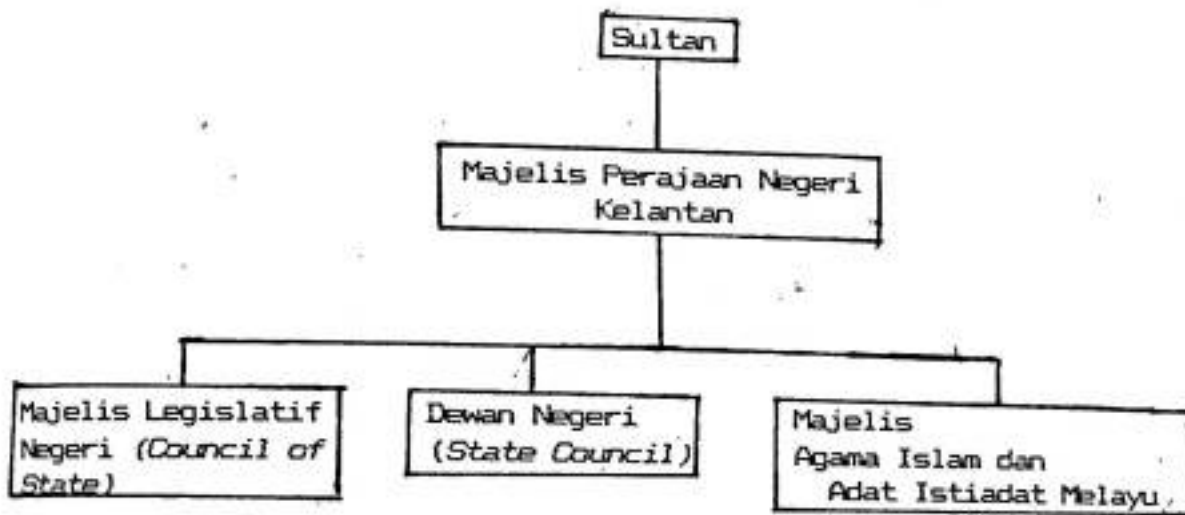 Sultan
Majelis Perajaan Negeri
Kelantan
Majelis Legislatif
Negeri (Council of
State)
Dewan Negeri
(State Council)
Majelis
Agama Islam dan
Adat Istiadat Melayu